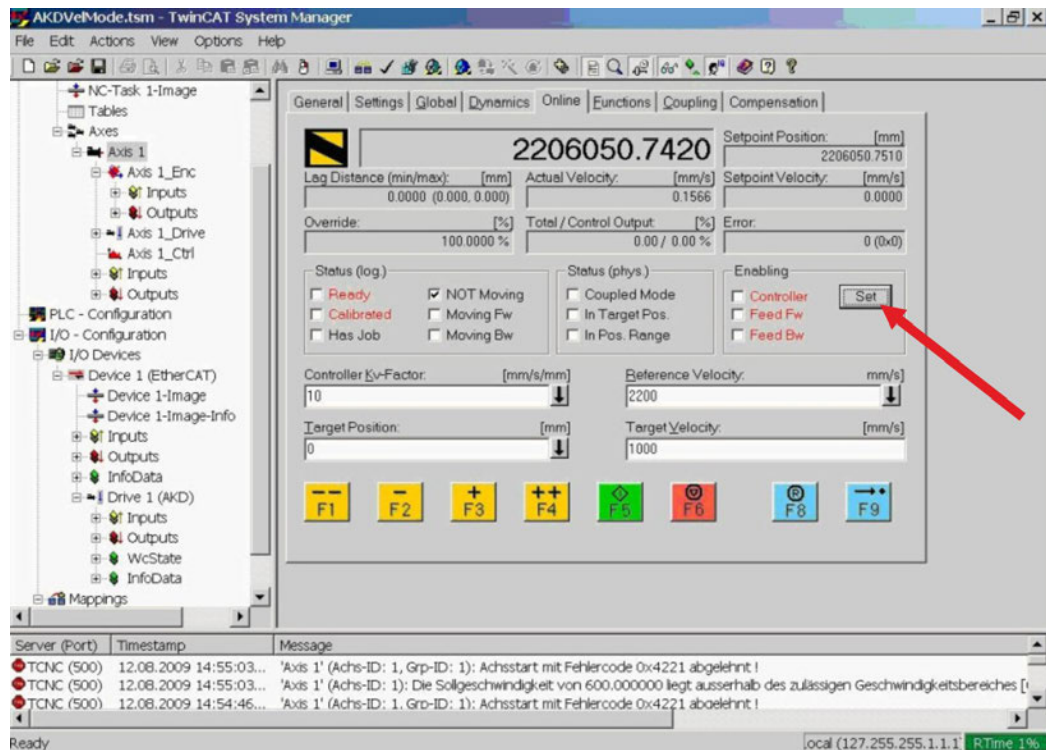 AKDVelMode.tsm - TwinCAT System Manager
File Edit Actions View Options Help
NC-Task 1-Image
Tables
Axes
Axis 1
Axis 1_Enc
Inputs
Outputs
Axis 1_Drive
Axis 1_Ctrl
Inputs
Outputs
PLC - Configuration
I/O - Configuration
I/O Devices
Device 1 (EtherCAT)
Device 1-Image
Device 1-Image-Info
Inputs
Outputs
InfoData
Drive 1 (AKD)
Inputs
Outputs
WcState
InfoData
Mappings
General Settings Global Dynamics Online Functions Coupling Compensation
2206050.7420
Setpoint Position: [mm]
2206050.7510
Lag Distance (min/max): [mm] Actual Velocity: [mm/s] Setpoint Velocity: [mm/s]
0.0000 (0.000, 0.000) 0.1566 0.0000
Override: [%] Total / Control Output: [%] Error:
100.0000 % 0.00 / 0.00 % 0 (0x0)
Status (log.) Status (phys.) Enabling
Ready NOT Moving Coupled Mode Controller Set
Calibrated Moving Fw In Target Pos. Feed Fw
Has Job Moving Bw In Pos. Range Feed Bw
Controller Kv-Factor: [mm/s/mm] Reference Velocity: mm/s]
10 2200
Target Position: [mm] Target Velocity: [mm/s]
0 1000
-- - + ++ R
F1 F2 F3 F4 F5 F6 F8 F9
Server (Port) Timestamp Message
TCNC (500) 12.08.2009 14:55:03... 'Axis 1' (Achs-ID: 1, Grp-ID: 1): Achsstart mit Fehlercode 0x4221 abgelehnt !
TCNC (500) 12.08.2009 14:55:03... 'Axis 1' (Achs-ID: 1): Die Sollgeschwindigkeit von 600.000000 liegt ausserhalb des zulässigen Geschwindigkeitsbereiches [
TCNC (500) 12.08.2009 14:54:46... 'Axis 1' (Achs-ID: 1, Grp-ID: 1): Achsstart mit Fehlercode 0x4221 abgelehnt !
Ready ocal (127.255.255.1.1.1 RTime 1%